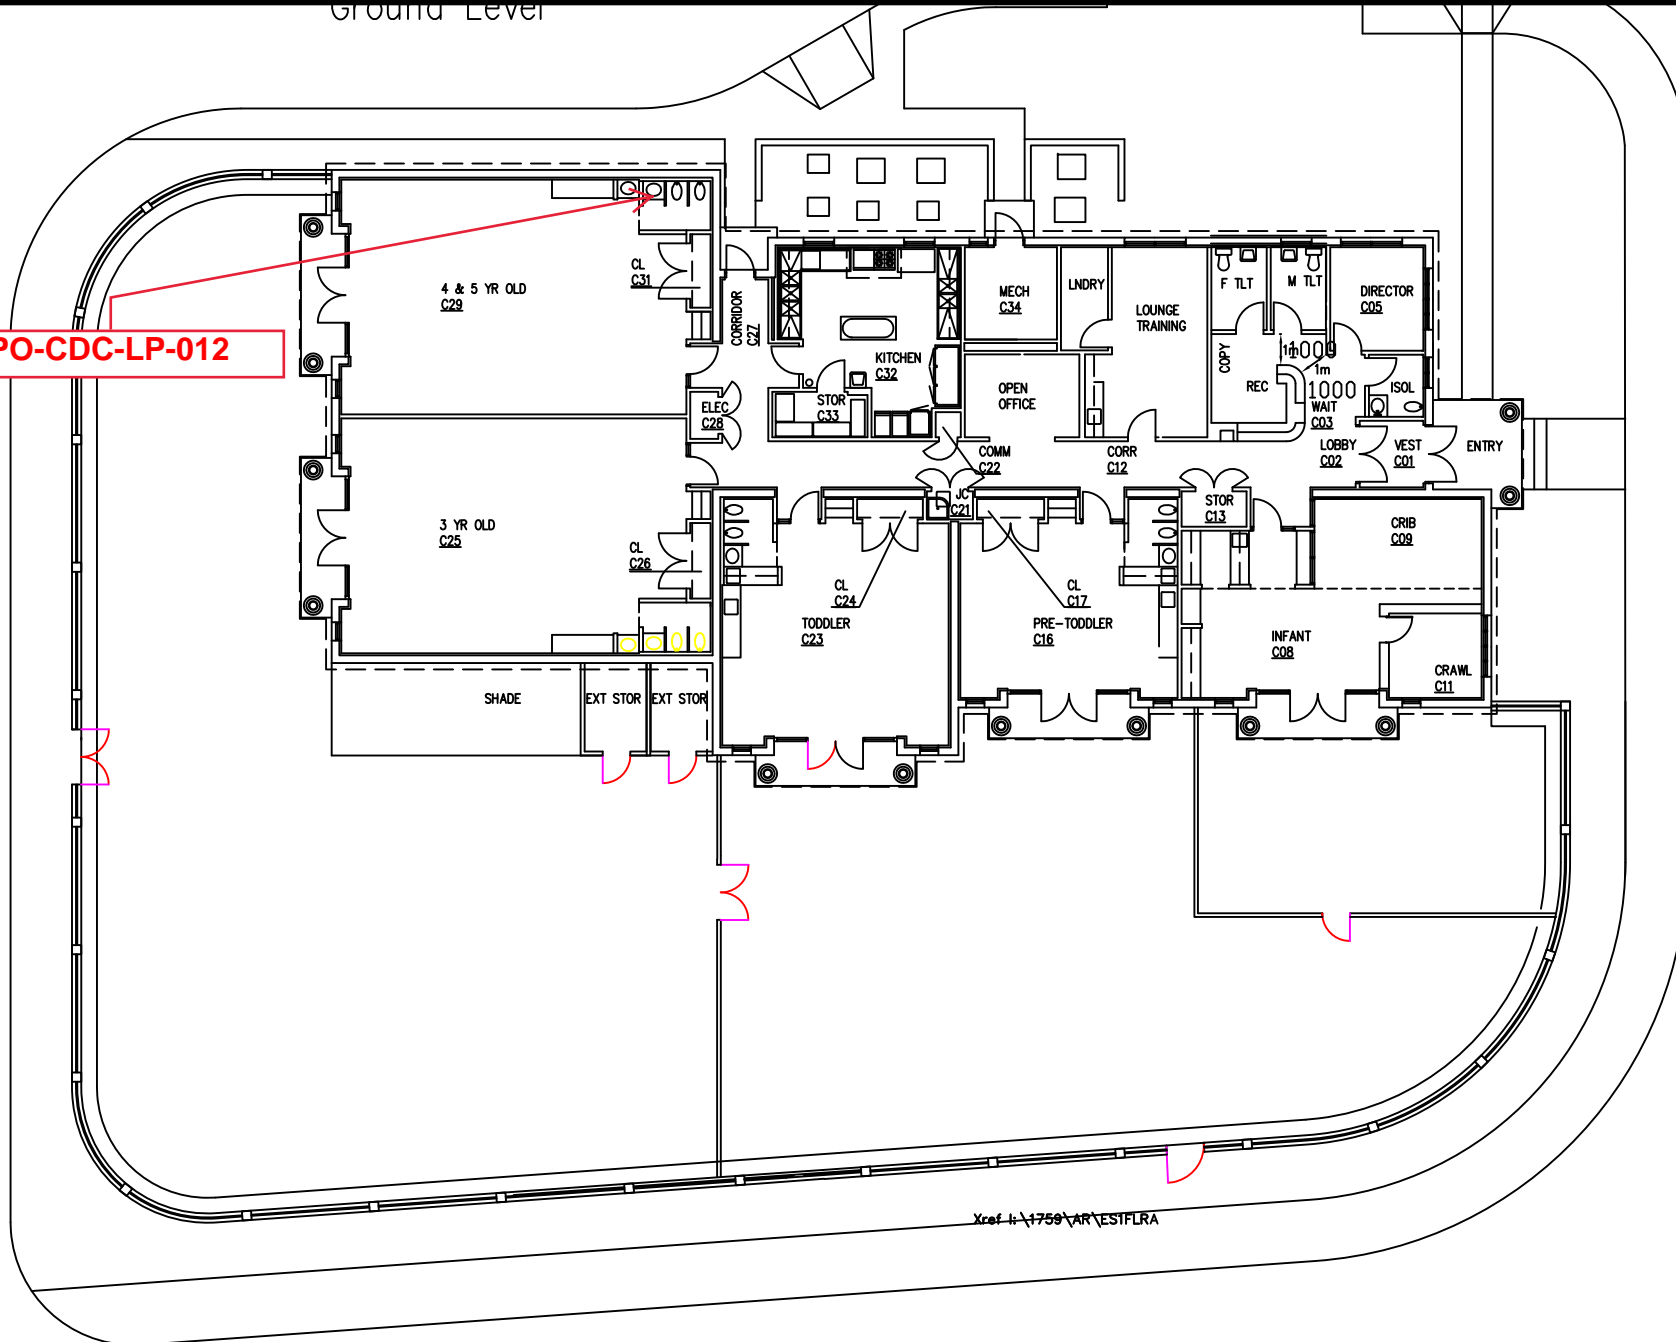 Ground Level
PO-CDC-LP-012
4 & 5 YR OLD
C29
CL
C31
CORRIDOR
C27
KITCHEN
C32
STOR
C33
ELEC
C28
MECH
C34
LNDRY
LOUNGE
TRAINING
F TLT
M TLT
DIRECTOR
C05
COPY
REC
1m
1000
1m
1000
WAIT
C03
ISOL
OPEN
OFFICE
COMM
C22
CORR
C12
LOBBY
C02
VEST
C01
ENTRY
3 YR OLD
C25
CL
C26
JC
C21
STOR
C13
CRIB
C09
CL
C24
TODDLER
C23
CL
C17
PRE-TODDLER
C16
INFANT
C08
CRAWL
C11
SHADE
EXT STOR
EXT STOR
Xref I:\1759\AR\ES1FLRA